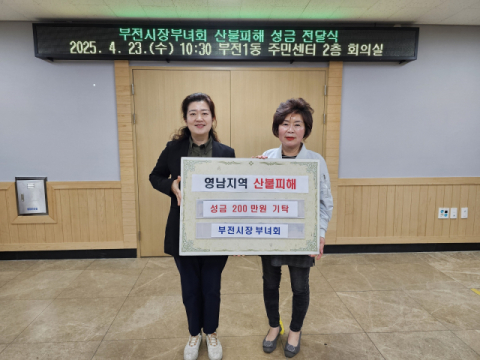 부전시장부녀회 산불피해 성금 전달식
2025. 4. 23.(수) 10:30 부전1동 주민센터 2층 회의실
영남지역 산불피해
성금 200만원 기탁
부전시장 부녀회